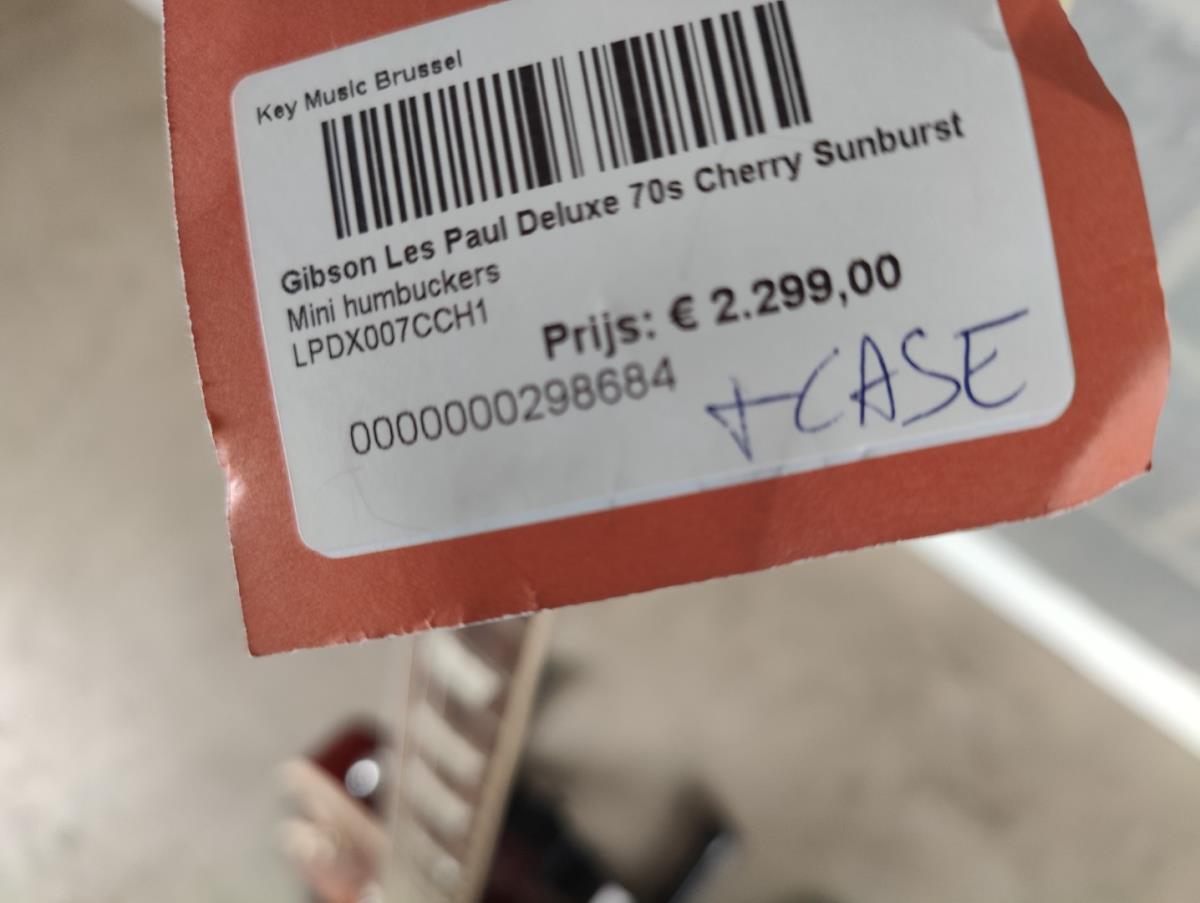 Key Music Brussel
Gibson Les Paul Deluxe 70s Cherry Sunburst
Mini humbuckers
LPDX007CCH1
Prijs: € 2.299,00
0000000298684
+CASE